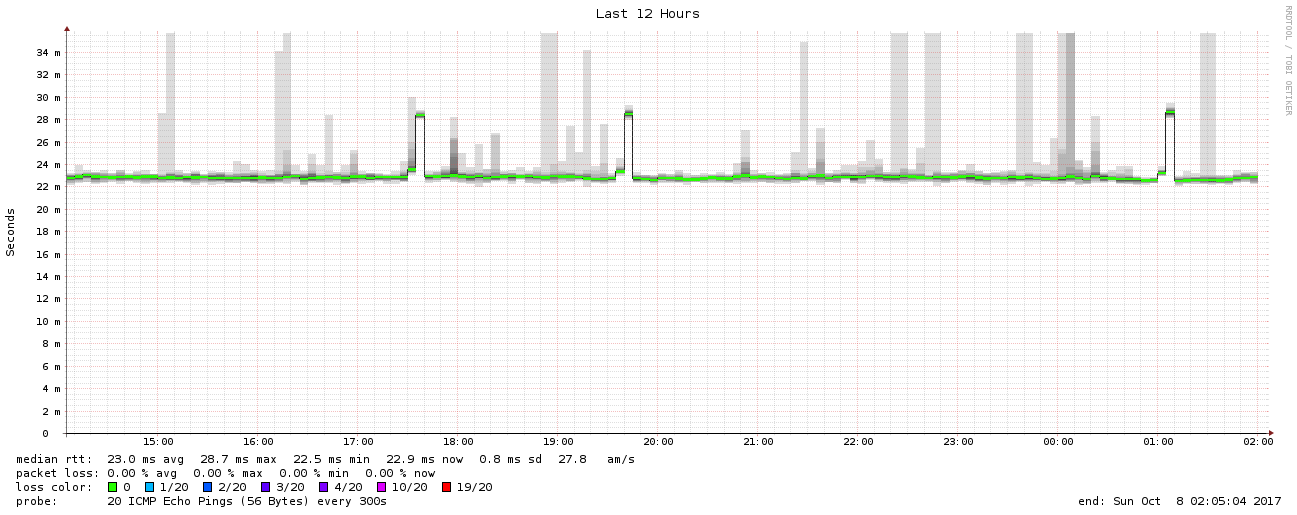 Last 12 Hours
RRDTOOL / TOBI OETIKER
Seconds
34 m
32 m
30 m
28 m
26 m
24 m
22 m
20 m
18 m
16 m
14 m
12 m
10 m
8 m
6 m
4 m
2 m
0
15:00 16:00 17:00 18:00 19:00 20:00 21:00 22:00 23:00 00:00 01:00 02:00
median rtt: 23.0 ms avg 28.7 ms max 22.5 ms min 22.9 ms now 0.8 ms sd 27.8 am/s
packet loss: 0.00 % avg 0.00 % max 0.00 % min 0.00 % now
loss color: 0 1/20 2/20 3/20 4/20 10/20 19/20
probe: 20 ICMP Echo Pings (56 Bytes) every 300s end: Sun Oct 8 02:05:04 2017